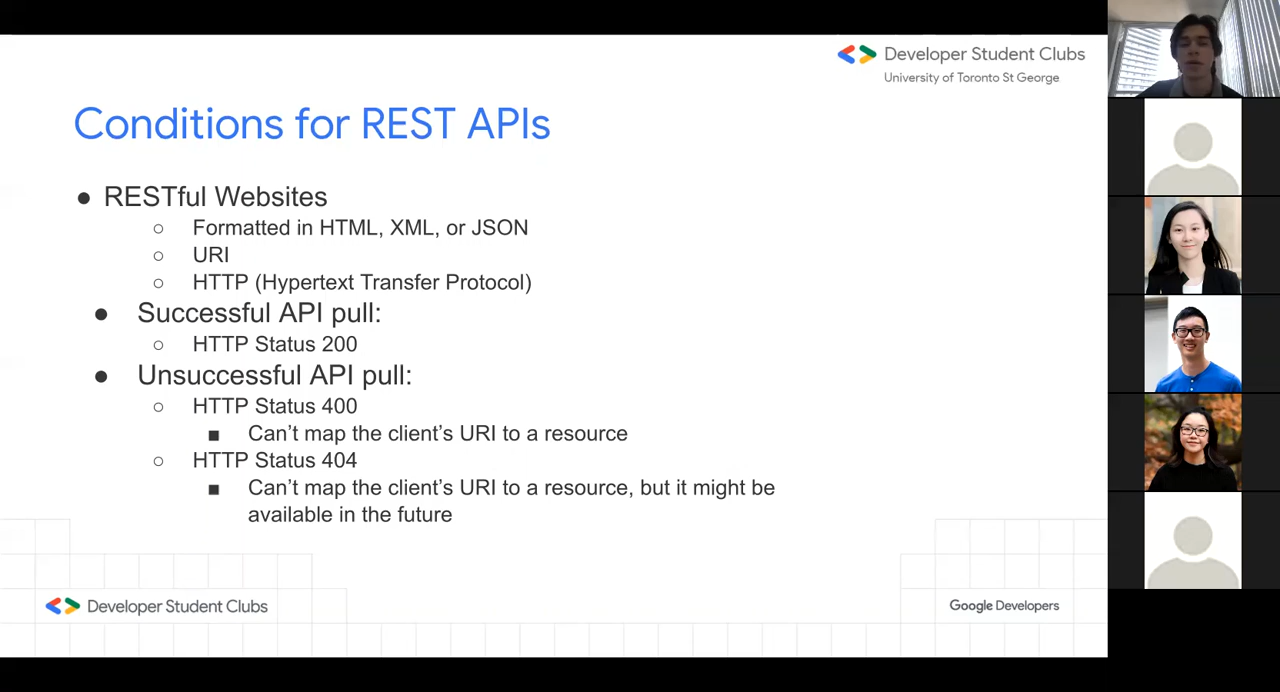 Developer Student Clubs
University of Toronto St George
Conditions for REST APIs
● RESTful Websites
○ Formatted in HTML, XML, or JSON
○ URI
○ HTTP (Hypertext Transfer Protocol)
● Successful API pull:
○ HTTP Status 200
● Unsuccessful API pull:
○ HTTP Status 400
■ Can’t map the client’s URI to a resource
○ HTTP Status 404
■ Can’t map the client’s URI to a resource, but it might be
available in the future
Developer Student Clubs
Google Developers